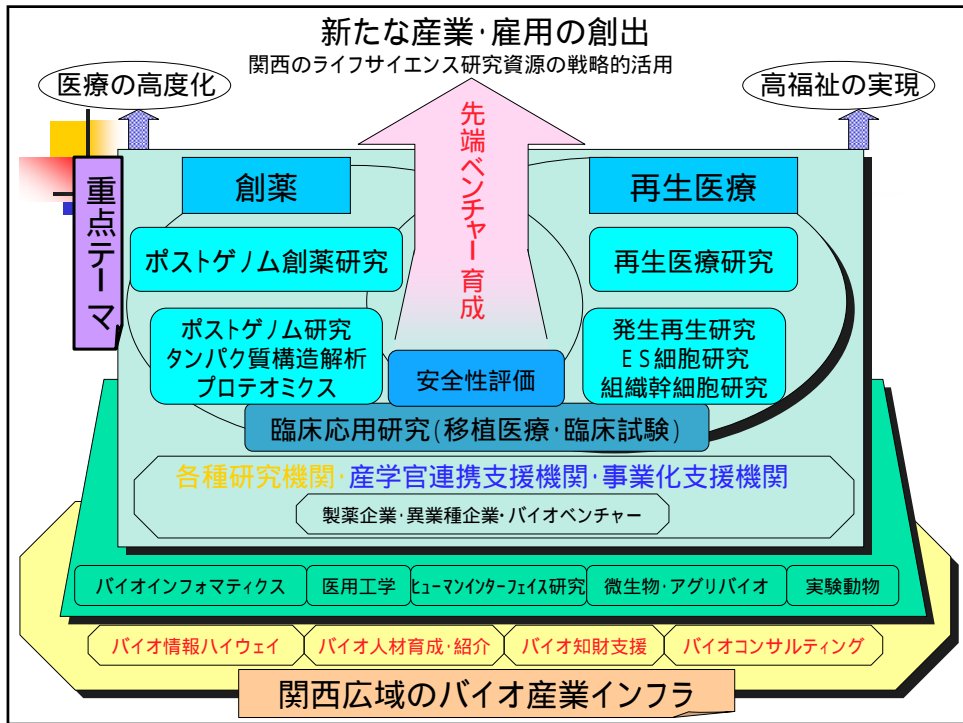 新たな産業・雇用の創出
関西のライフサイエンス研究資源の戦略的活用
医療の高度化
高福祉の実現
先端ベンチャー育成
重点テーマ
創薬
再生医療
ポストゲノム創薬研究
再生医療研究
ポストゲノム研究
タンパク質構造解析
プロテオミクス
発生再生研究
ES細胞研究
組織幹細胞研究
安全性評価
臨床応用研究(移植医療・臨床試験)
各種研究機関・産学官連携支援機関・事業化支援機関
製薬企業・異業種企業・バイオベンチャー
バイオインフォマティクス
医用工学
ヒューマンインターフェイス研究
微生物・アグリバイオ
実験動物
バイオ情報ハイウェイ
バイオ人材育成・紹介
バイオ知財支援
バイオコンサルティング
関西広域のバイオ産業インフラ